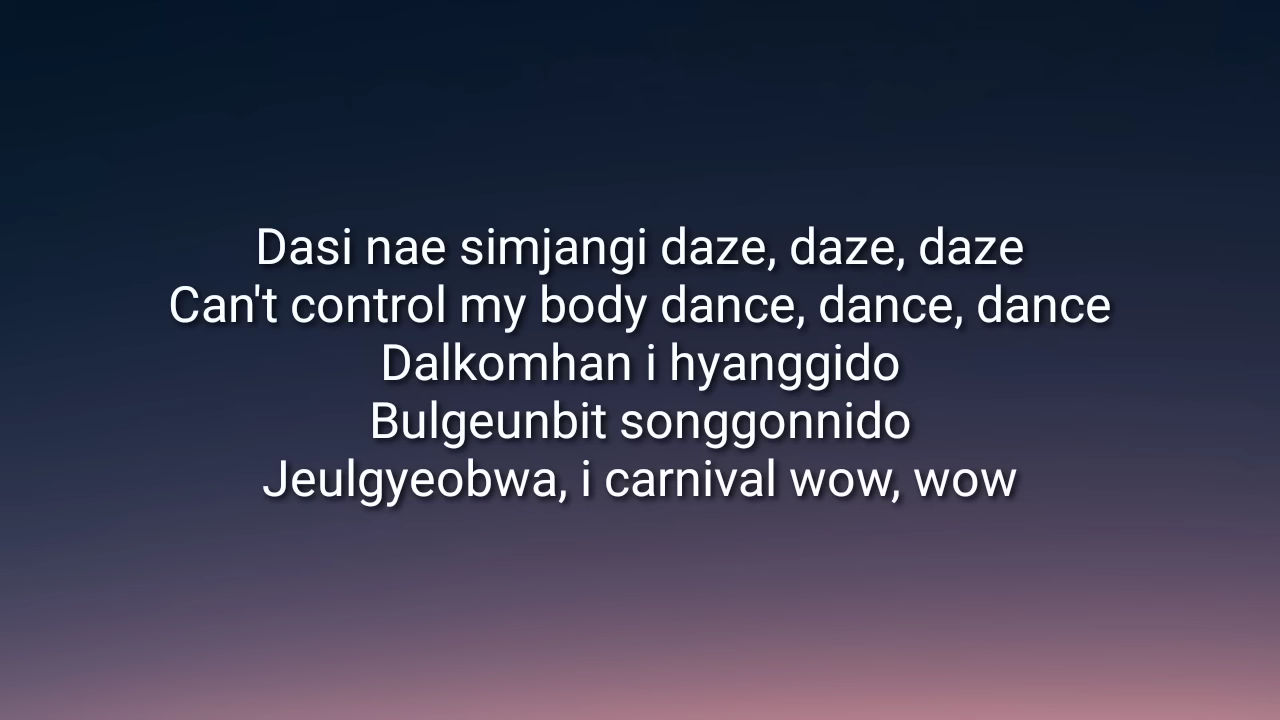 Dasi nae simjangi daze, daze, daze
Can't control my body dance, dance, dance
Dalkomhan i hyanggido
Bulgeunbit songgonnido
Jeulgyeobwa, i carnival wow, wow